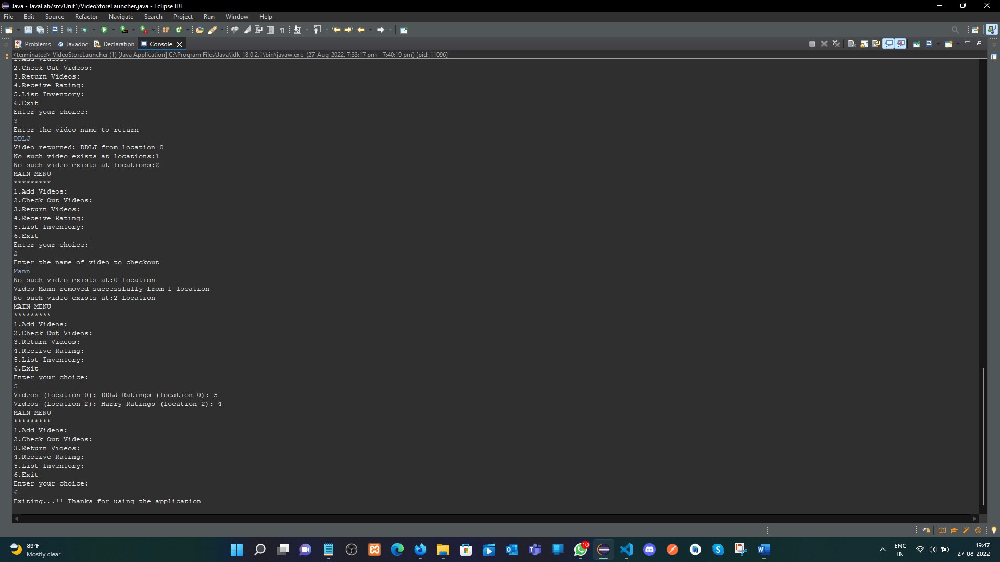 Java - JavaLab/src/Unit1/VideoStoreLauncher.java - Eclipse IDE
File Edit Source Refactor Navigate Search Project Run Window Help
Problems Javadoc Declaration Console
<terminated> VideoStoreLauncher (1) [Java Application] C:\Program Files\Java\jdk-18.0.2.1\bin\javaw.exe (27-Aug-2022, 7:33:17 pm – 7:40:19 pm) [pid: 11096]
1.Add Videos:
2.Check Out Videos:
3.Return Videos:
4.Receive Rating:
5.List Inventory:
6.Exit
Enter your choice:
3
Enter the video name to return
DDLJ
Video returned: DDLJ from location 0
No such video exists at locations:1
No such video exists at locations:2
MAIN MENU
*********
1.Add Videos:
2.Check Out Videos:
3.Return Videos:
4.Receive Rating:
5.List Inventory:
6.Exit
Enter your choice:
2
Enter the name of video to checkout
Mann
No such video exists at:0 location
Video Mann removed successfully from 1 location
No such video exists at:2 location
MAIN MENU
*********
1.Add Videos:
2.Check Out Videos:
3.Return Videos:
4.Receive Rating:
5.List Inventory:
6.Exit
Enter your choice:
5
Videos (location 0): DDLJ Ratings (location 0): 5
Videos (location 2): Harry Ratings (location 2): 4
MAIN MENU
*********
1.Add Videos:
2.Check Out Videos:
3.Return Videos:
4.Receive Rating:
5.List Inventory:
6.Exit
Enter your choice:
6
Exiting...!! Thanks for using the application
89°F
Mostly clear
10
ENG
IN
19:47
27-08-2022